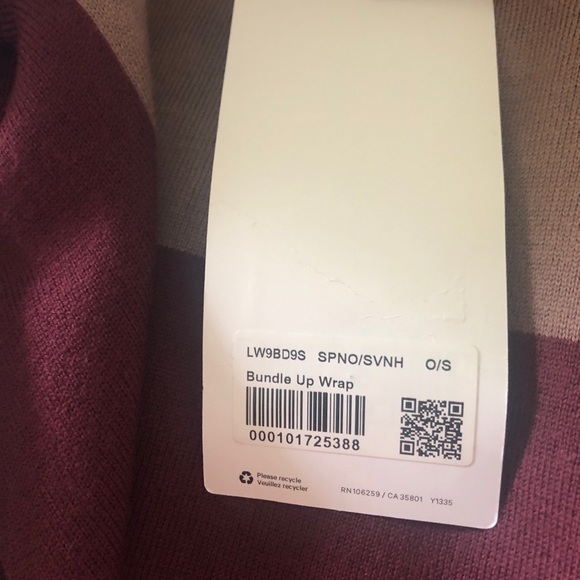 LW9BD9S SPNO/SVNH O/S
Bundle Up Wrap
000101725388
Please recycle
Veuillez recycler
RN106259 / CA 35801 Y1335